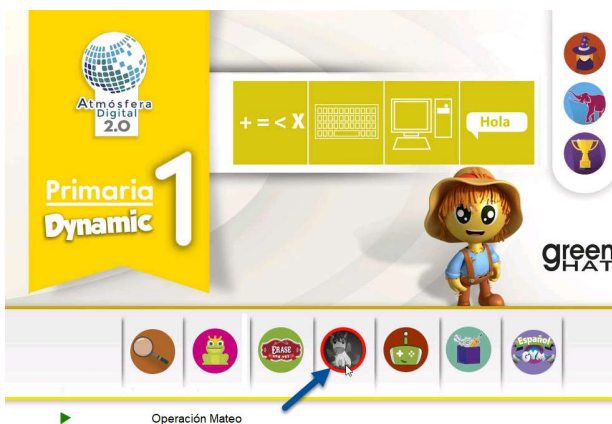 Atmósfera
Digital
2.0
+ = < X
Hola
Primaria
Dynamic
1
green
HAT
ERASE
Español
GYM
Operación Mateo